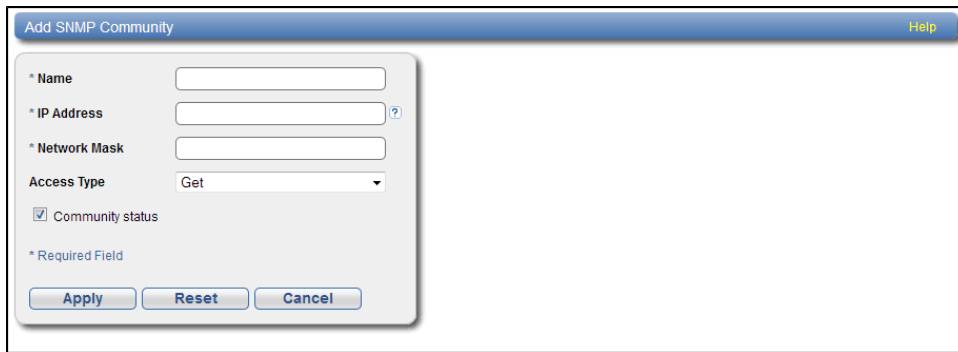 Add SNMP Community Help
* Name
* IP Address ?
* Network Mask
Access Type Get
Community status
* Required Field
Apply Reset Cancel